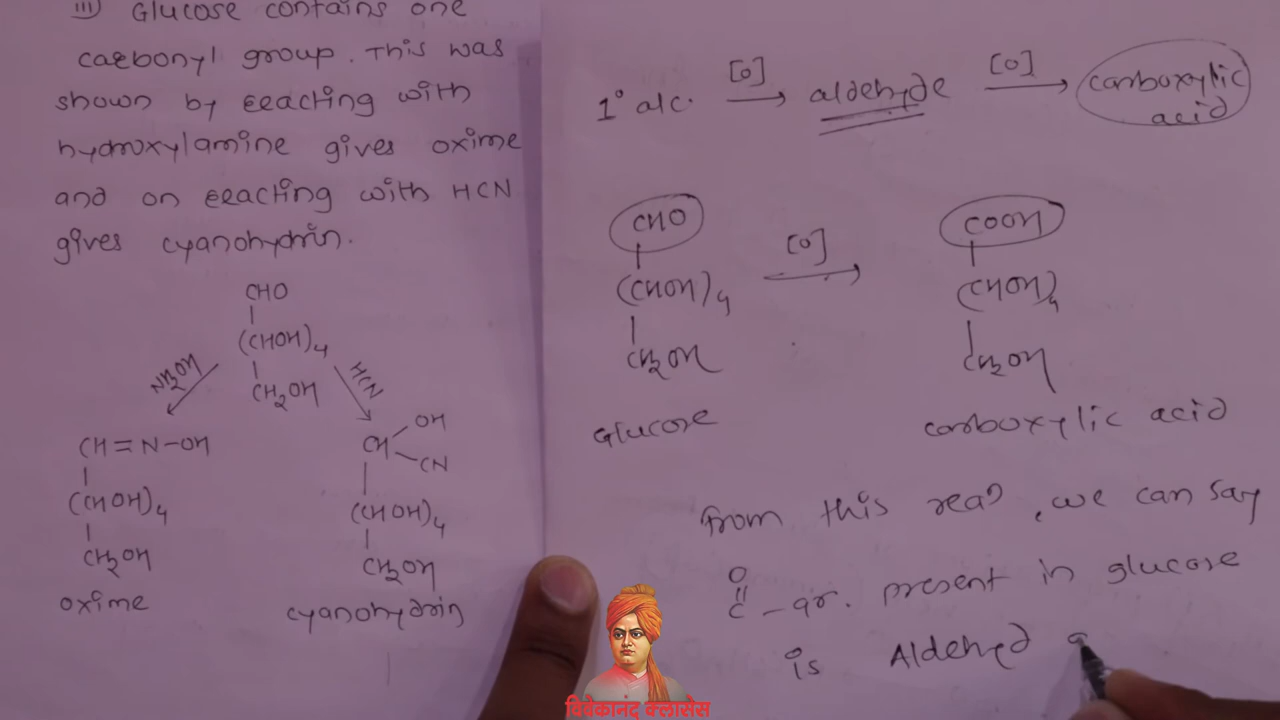 iii) Glucose contains one
carbonyl group. This was
shown by reacting with
hydroxylamine gives oxime
and on reacting with HCN
gives cyanohydrin.
CHO
|
(CHOH)4
|
CH2OH
NH2OH
HCN
CH=N-OH
|
(CHOH)4
|
CH2OH
oxime
OH
CH
CN
|
(CHOH)4
|
CH2OH
cyanohydrin
1° alc. [O] → aldehyde [O] → carboxylic
acid
CHO
|
(CHOH)4
|
CH2OH
Glucose
[O] →
COOH
|
(CHOH)4
|
CH2OH
carboxylic acid
from this rean, we can say
O
||
C - gr. present in glucose
is Aldehyd
विवेकानंद क्लासेस